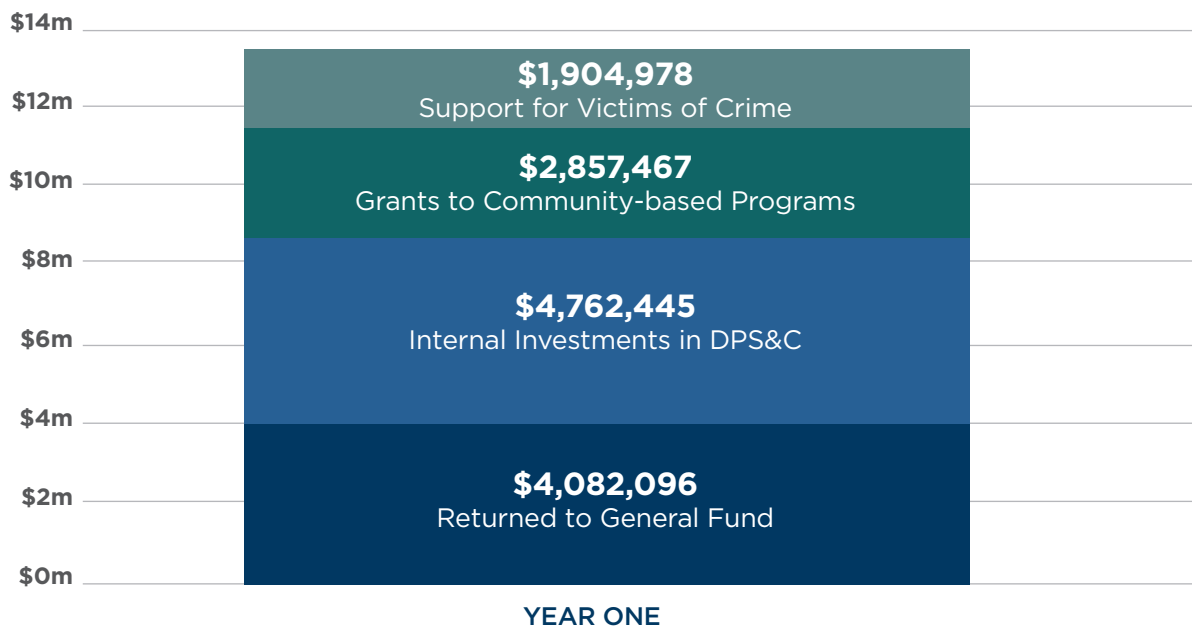 $14m
$1,904,978
$12m
Support for Victims of Crime
$2,857,467
$10m
Grants to Community-based Programs
$8m
$4,762,445
$6m
Internal Investments in DPS&C
$4m
$4,082,096
$2m
Returned to General Fund
$0m
YEAR ONE